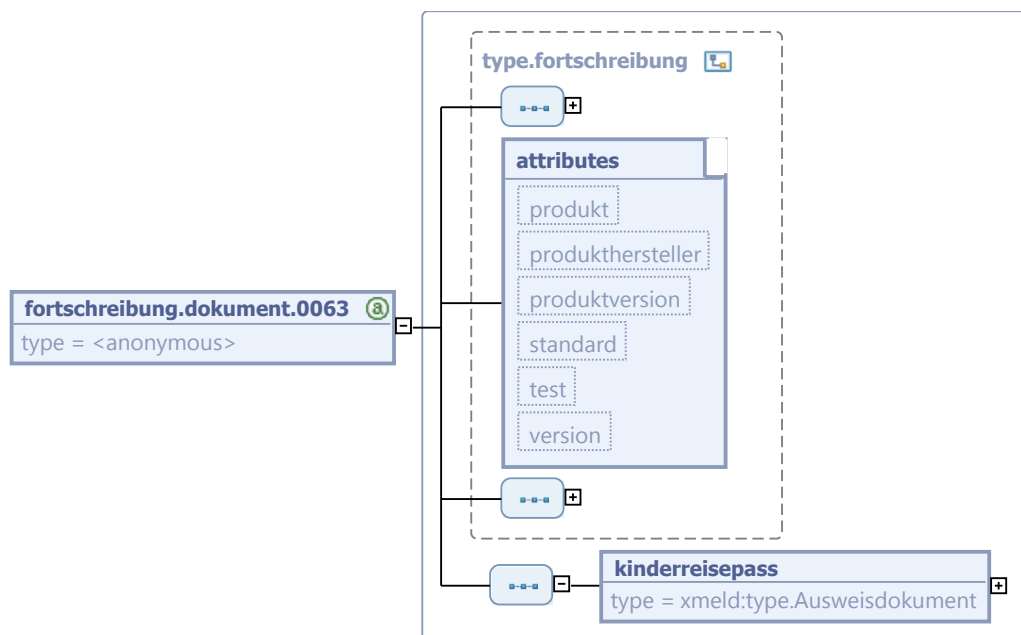 type.fortschreibung
attributes
produkt
produkthersteller
produktversion
standard
test
version
fortschreibung.dokument.0063 @
type = <anonymous>
kinderreisepass
type = xmeld:type.Ausweisdokument